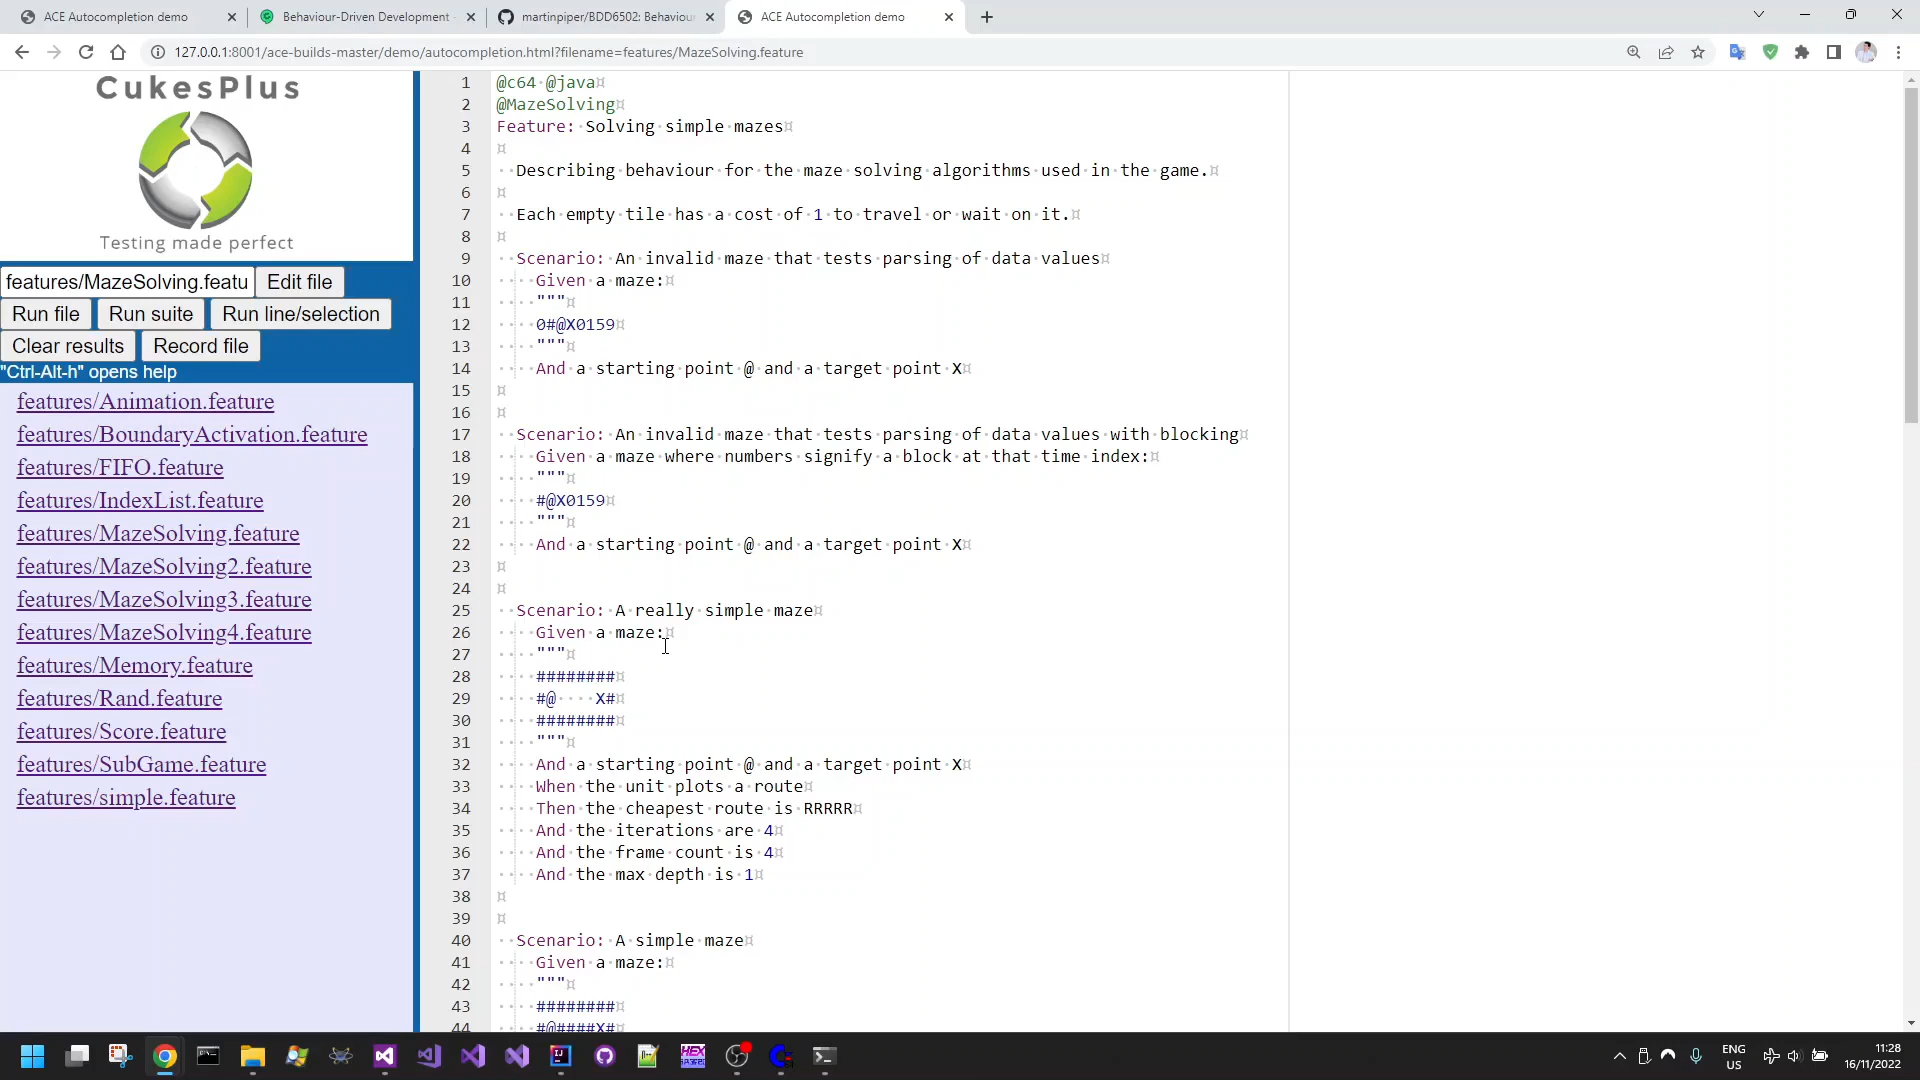 ACE Autocompletion demo
Behaviour-Driven Development -
martinpiper/BDD6502: Behaviour
ACE Autocompletion demo
127.0.0.1:8001/ace-builds-master/demo/autocompletion.html?filename=features/MazeSolving.feature
CukesPlus
Testing made perfect
features/MazeSolving.featu
Edit file
Run file
Run suite
Run line/selection
Clear results
Record file
"Ctrl-Alt-h" opens help
features/Animation.feature
features/BoundaryActivation.feature
features/FIFO.feature
features/IndexList.feature
features/MazeSolving.feature
features/MazeSolving2.feature
features/MazeSolving3.feature
features/MazeSolving4.feature
features/Memory.feature
features/Rand.feature
features/Score.feature
features/SubGame.feature
features/simple.feature
1 @c64·@java¤
2 @MazeSolving¤
3 Feature:·Solving·simple·mazes¤
4 ¤
5 ··Describing·behaviour·for·the·maze·solving·algorithms·used·in·the·game.¤
6 ¤
7 ··Each·empty·tile·has·a·cost·of·1·to·travel·or·wait·on·it.¤
8 ¤
9 ··Scenario:·An·invalid·maze·that·tests·parsing·of·data·values¤
10 ····Given·a·maze:¤
11 ····"""¤
12 ····0#@X0159¤
13 ····"""¤
14 ····And·a·starting·point·@·and·a·target·point·X¤
15 ¤
16 ¤
17 ··Scenario:·An·invalid·maze·that·tests·parsing·of·data·values·with·blocking¤
18 ····Given·a·maze·where·numbers·signify·a·block·at·that·time·index:¤
19 ····"""¤
20 ····#@X0159¤
21 ····"""¤
22 ····And·a·starting·point·@·and·a·target·point·X¤
23 ¤
24 ¤
25 ··Scenario:·A·really·simple·maze¤
26 ····Given·a·maze:¤
27 ····"""¤
28 ····########¤
29 ····#@····X#¤
30 ····########¤
31 ····"""¤
32 ····And·a·starting·point·@·and·a·target·point·X¤
33 ····When·the·unit·plots·a·route¤
34 ····Then·the·cheapest·route·is·RRRRR¤
35 ····And·the·iterations·are·4¤
36 ····And·the·frame·count·is·4¤
37 ····And·the·max·depth·is·1¤
38 ¤
39 ¤
40 ··Scenario:·A·simple·maze¤
41 ····Given·a·maze:¤
42 ····"""¤
43 ····########¤
44 ····#@####X#¤
HEX
ENG
US
11:28
16/11/2022